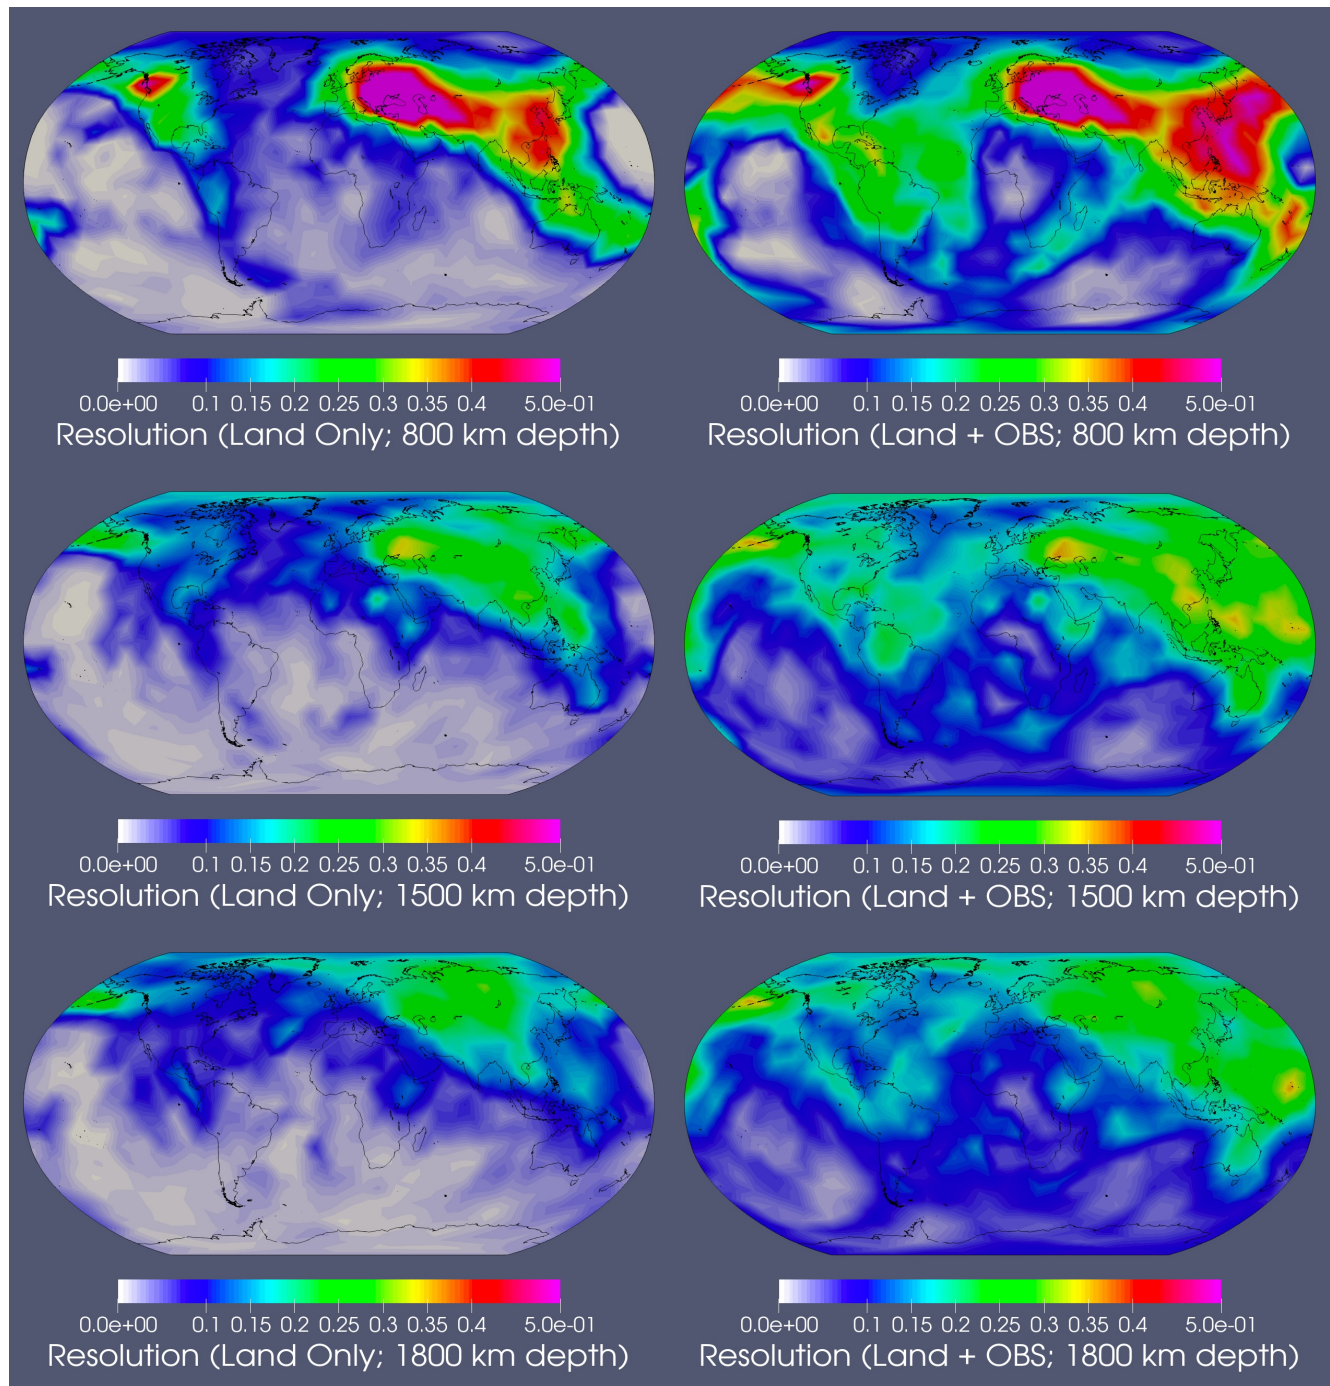 0.0e+00 0.1 0.15 0.2 0.25 0.3 0.35 0.4 5.0e-01
Resolution (Land Only; 800 km depth)
0.0e+00 0.1 0.15 0.2 0.25 0.3 0.35 0.4 5.0e-01
Resolution (Land + OBS; 800 km depth)
0.0e+00 0.1 0.15 0.2 0.25 0.3 0.35 0.4 5.0e-01
Resolution (Land Only; 1500 km depth)
0.0e+00 0.1 0.15 0.2 0.25 0.3 0.35 0.4 5.0e-01
Resolution (Land + OBS; 1500 km depth)
0.0e+00 0.1 0.15 0.2 0.25 0.3 0.35 0.4 5.0e-01
Resolution (Land Only; 1800 km depth)
0.0e+00 0.1 0.15 0.2 0.25 0.3 0.35 0.4 5.0e-01
Resolution (Land + OBS; 1800 km depth)